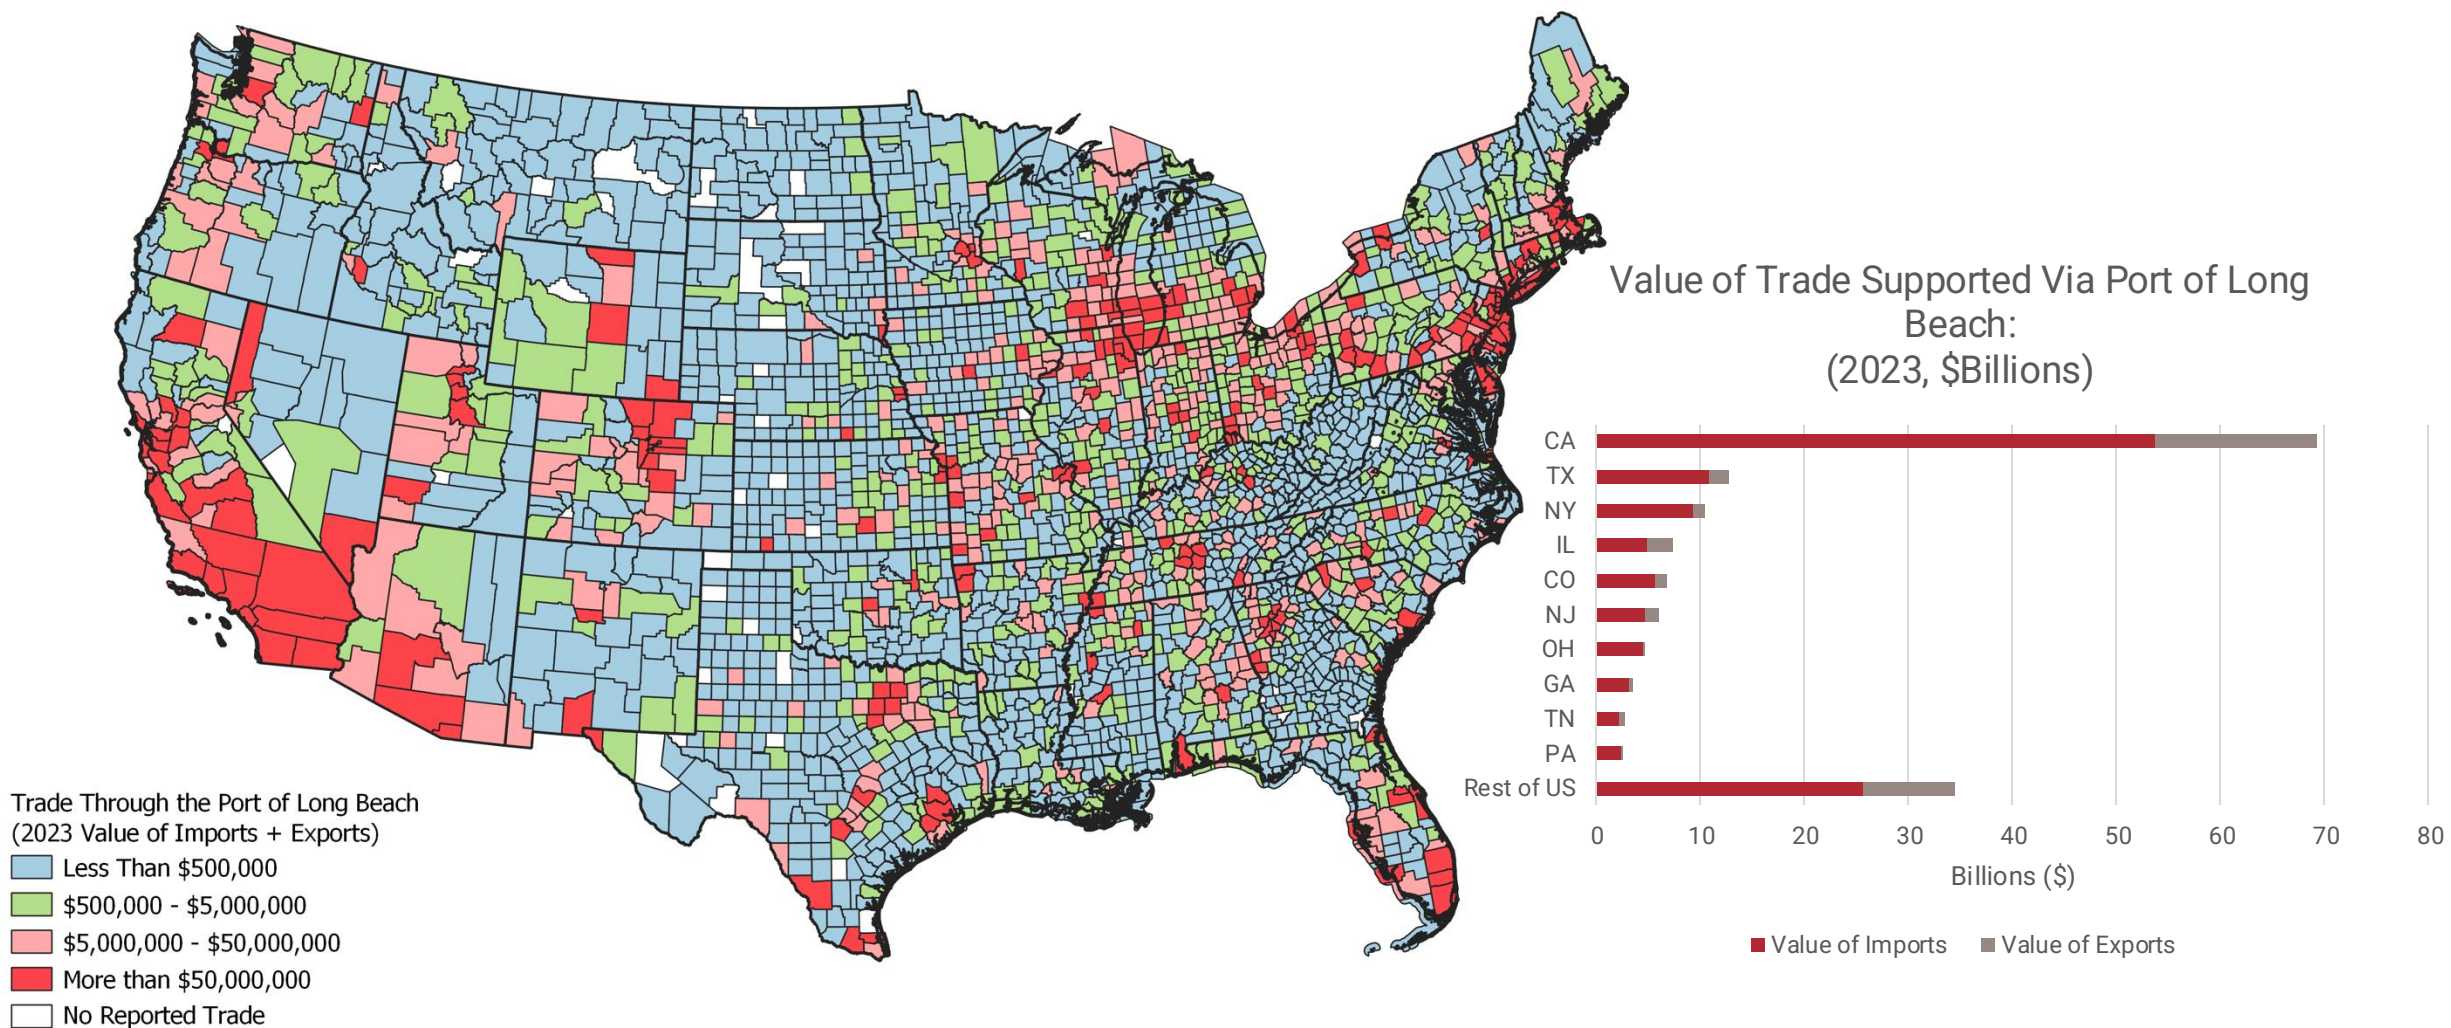 Value of Trade Supported Via Port of Long
Beach:
(2023, $Billions)
CA
TX
NY
IL
CO
NJ
OH
GA
TN
PA
Rest of US
0 10 20 30 40 50 60 70 80
Billions ($)
Value of Imports Value of Exports
Trade Through the Port of Long Beach
(2023 Value of Imports + Exports)
Less Than $500,000
$500,000 - $5,000,000
$5,000,000 - $50,000,000
More than $50,000,000
No Reported Trade